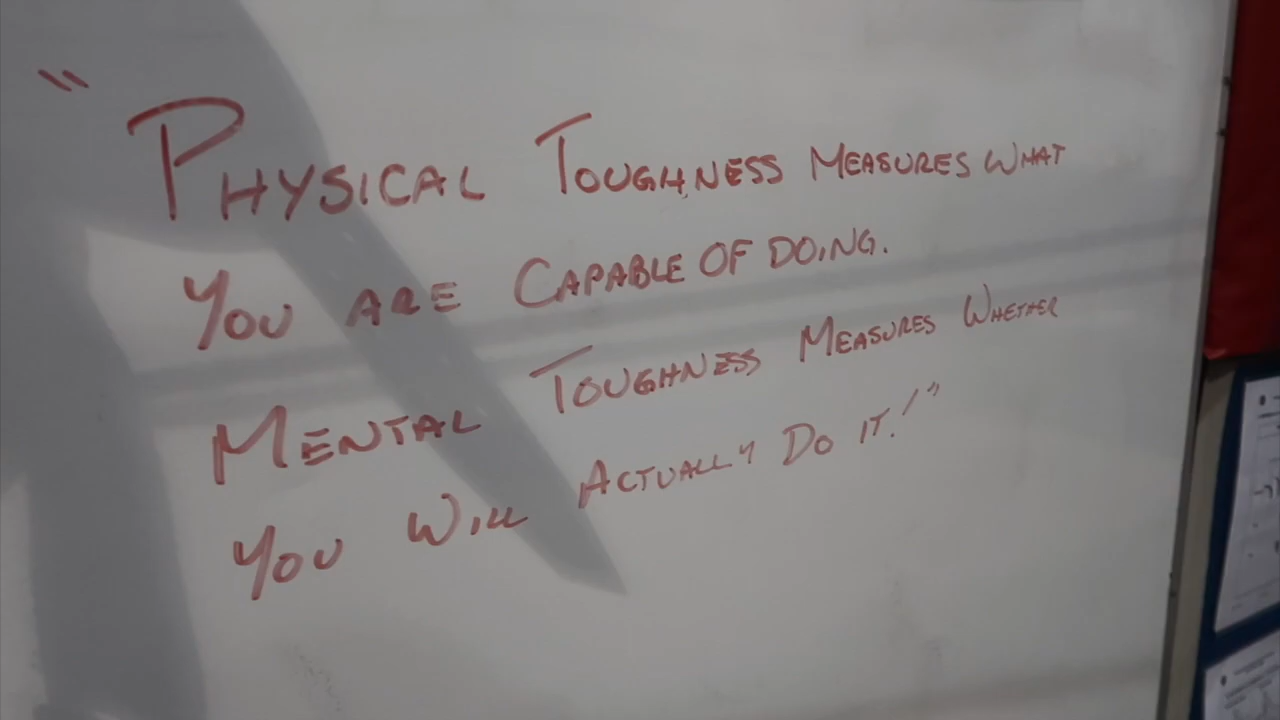 "PHYSICAL TOUGHNESS MEASURES WHAT
YOU ARE CAPABLE OF DOING.
MENTAL TOUGHNESS MEASURES WHETHER
YOU WILL ACTUALLY DO IT!"